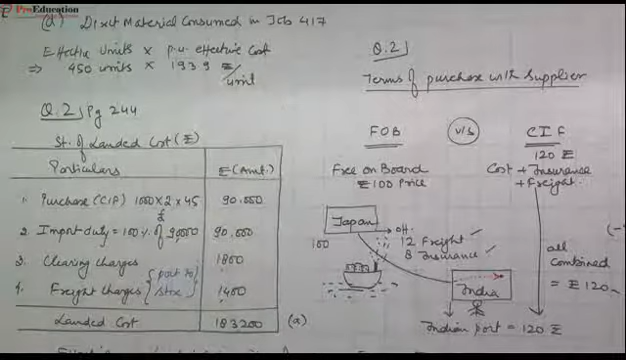 ProEducation
(d) Direct Material Consumed in Job 417
Effective Units × p.u. effective Cost
⇒ 450 units × 1939 ₹/unit
Q.2] Pg 244
St. of Landed Cost (₹)
Particulars ₹(Amt.)
1. Purchase (CIF) 1000 × 2 × 45 90,000
2. Import duty = 100% of 90,000 90,000
3. Clearing charges 1800
4. Freight charges {port to store} 1400
Landed Cost 183200 (a)
Q.2]
Terms of purchase with Supplier
FOB v/s CIF
120 ₹
Free on Board
₹100 Price
Cost + Insurance
+ Freight
Japan
100
12 Freight
8 Insurance
India
all
combined
= ₹ 120
Indian port = 120 ₹